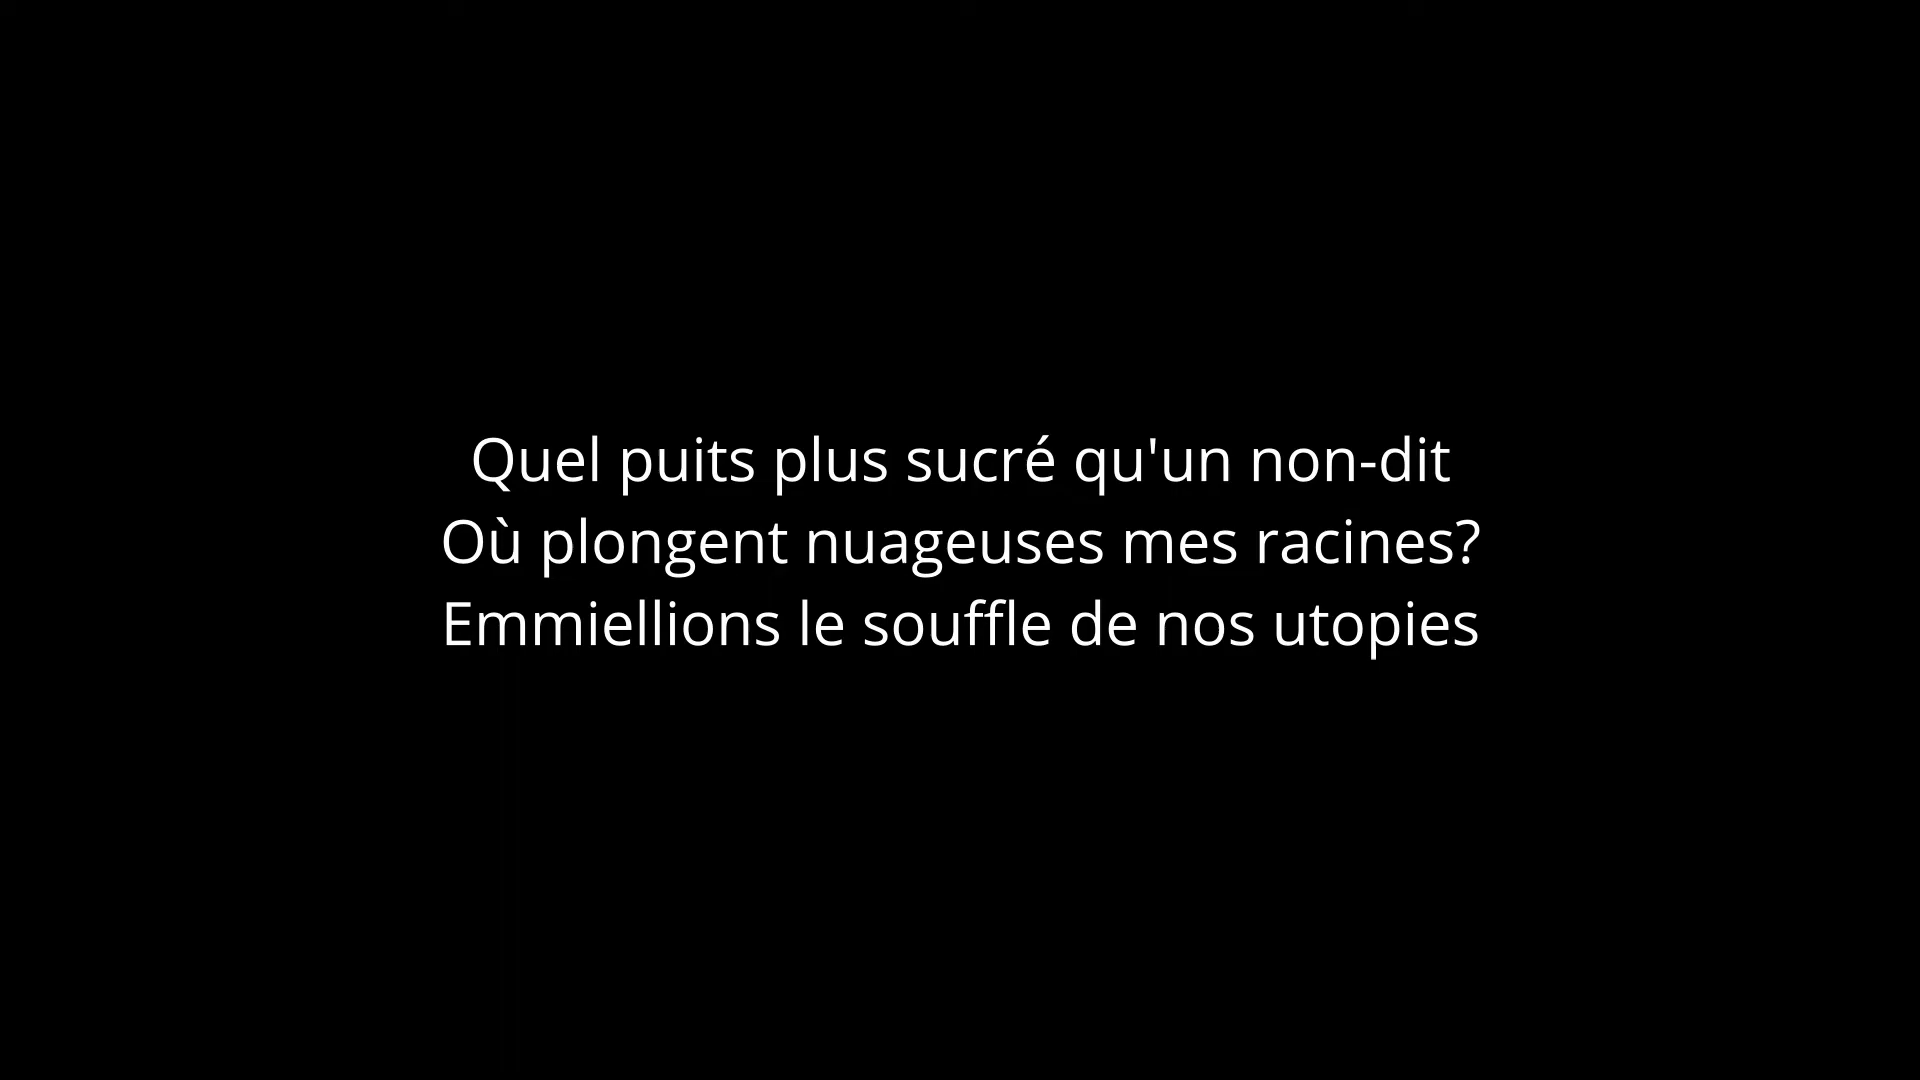 Quel puits plus sucré qu'un non-dit
Où plongent nuageuses mes racines?
Emmiellions le souffle de nos utopies